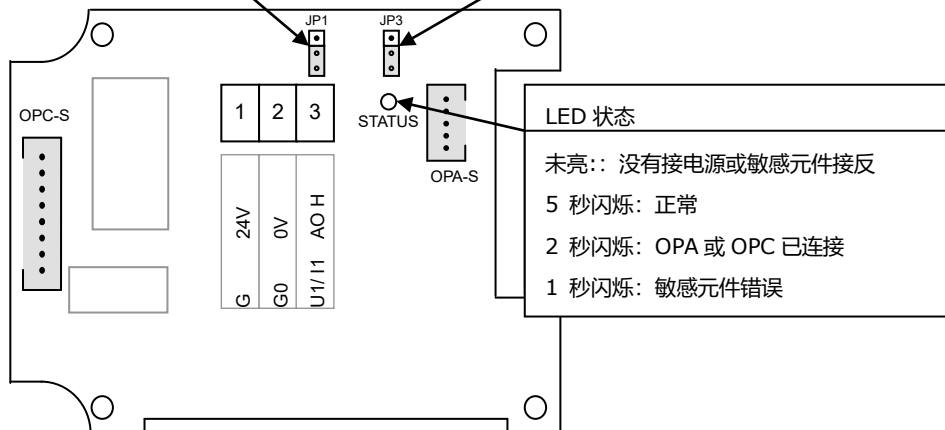 JP1
JP3
OPC-S
1
2
3
STATUS
OPA-S
G 24V
G0 0V
U1/ I1 AO H
LED 状态
未亮:：没有接电源或敏感元件接反
5 秒闪烁：正常
2 秒闪烁：OPA 或 OPC 已连接
1 秒闪烁：敏感元件错误